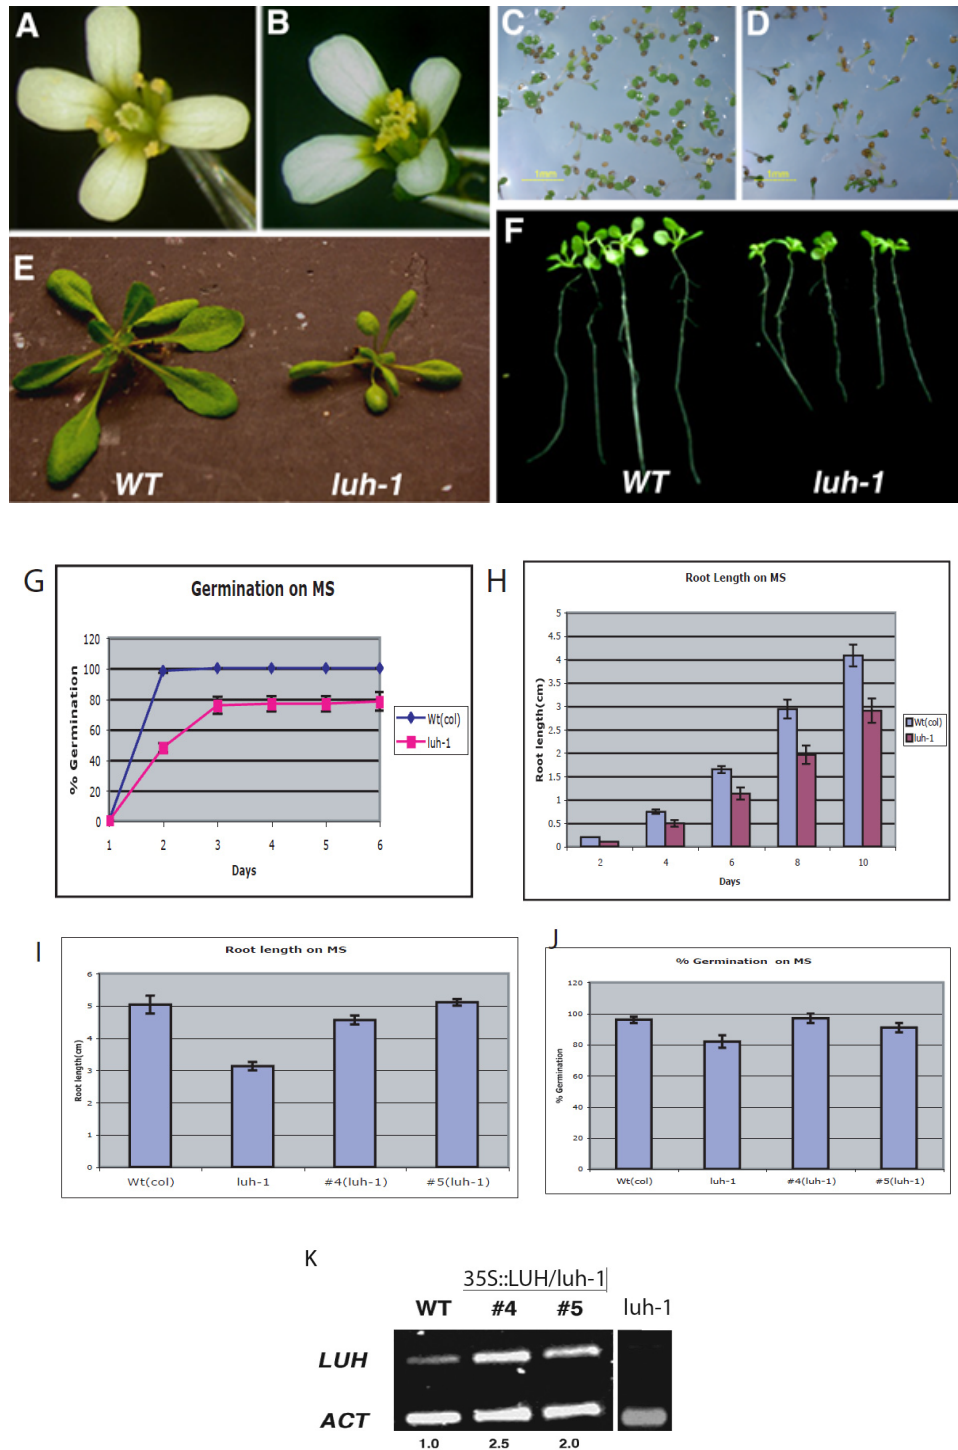 A
B
C
D
1mm
1mm
E
WT
luh-1
F
WT
luh-1
G
Germination on MS
% Germination
120
100
80
60
40
20
0
1 2 3 4 5 6
Days
Wt(col)
luh-1
H
Root Length on MS
Root length(cm)
5
4.5
4
3.5
3
2.5
2
1.5
1
0.5
0
2 4 6 8 10
Days
Wt(col)
luh-1
I
Root length on MS
Root length(cm)
6
5
4
3
2
1
0
Wt(col) luh-1 #4(luh-1) #5(luh-1)
J
% Germination on MS
% Germination
120
100
80
60
40
20
0
Wt(col) luh-1 #4(luh-1) #5(luh-1)
K
35S::LUH/luh-1
WT #4 #5 luh-1
LUH
ACT
1.0 2.5 2.0